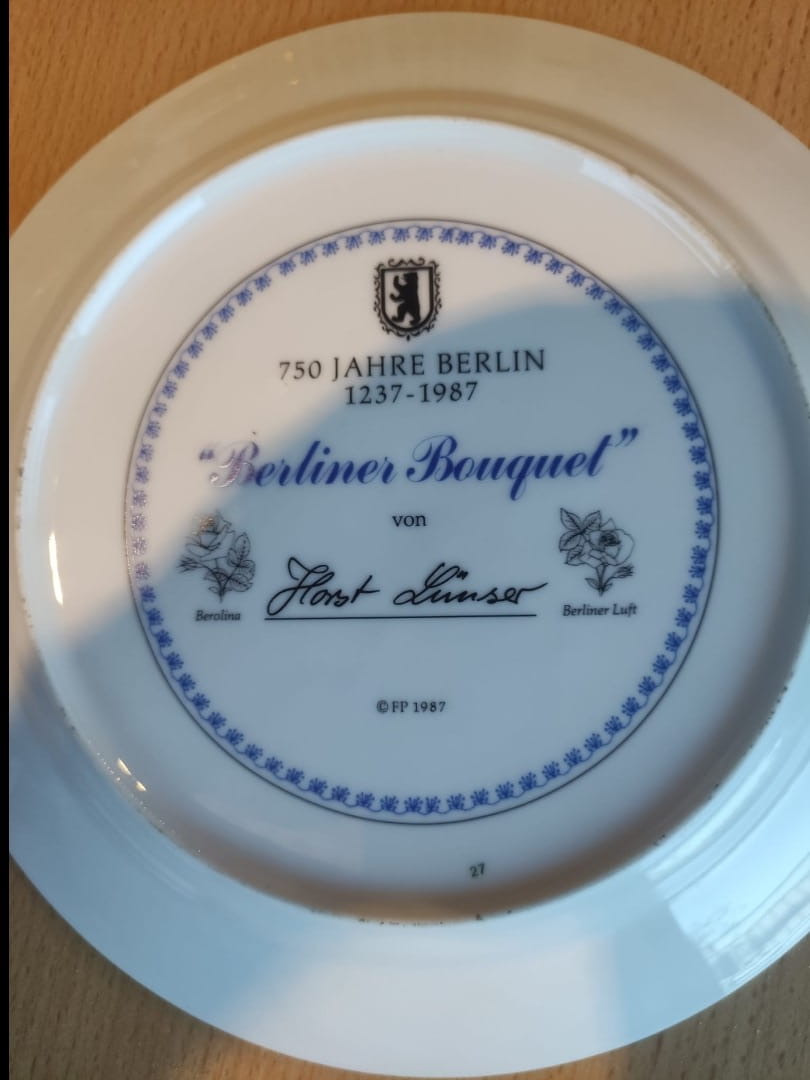 750 JAHRE BERLIN
1237-1987
“Berliner Bouquet”
von
Horst Lünser
Berolina
Berliner Luft
© FP 1987
27